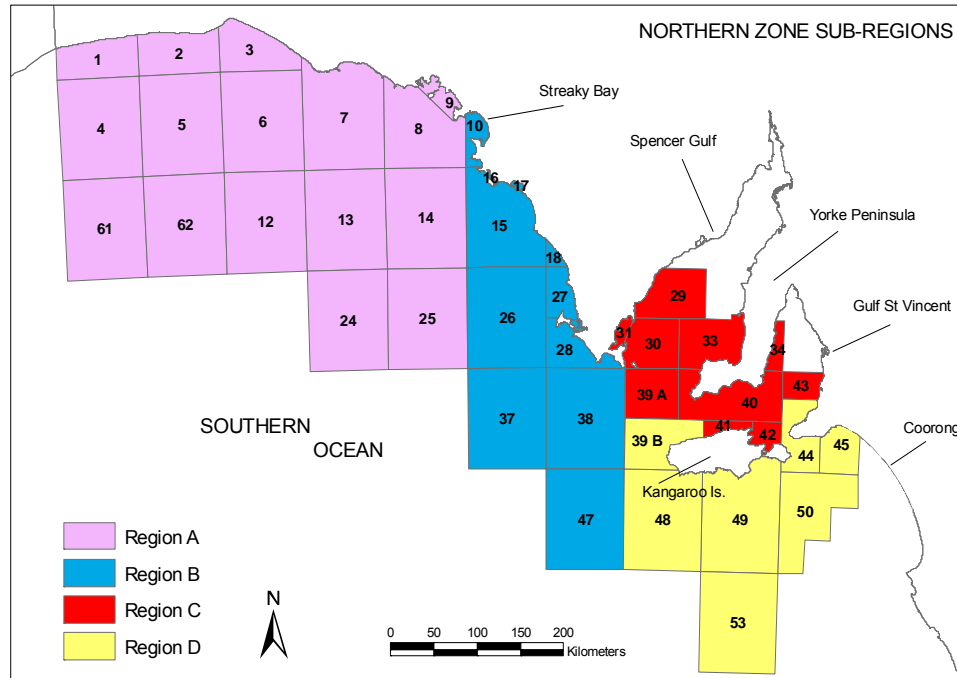 NORTHERN ZONE SUB-REGIONS
1
2
3
Streaky Bay
9
4
5
6
7
8
10
Spencer Gulf
16
17
Yorke Peninsula
61
62
12
13
14
15
18
27
29
Gulf St Vincent
24
25
26
28
31
30
33
34
39 A
40
43
37
38
41
42
39 B
44
45
Coorong
SOUTHERN
OCEAN
Kangaroo Is.
47
48
49
50
53
Region A
Region B
Region C
Region D
N
0 50 100 150 200
Kilometers